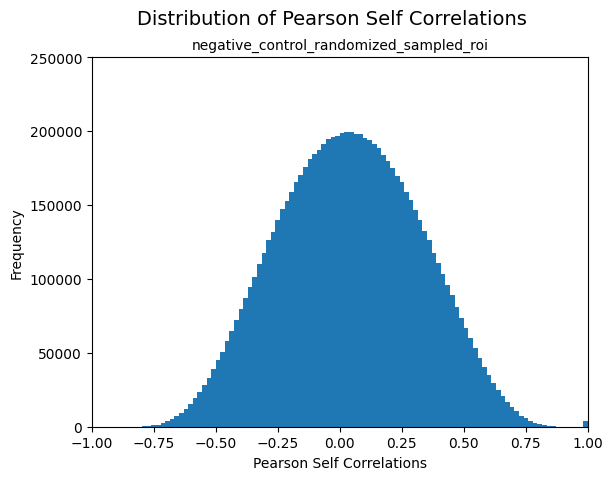 Distribution of Pearson Self Correlations
negative_control_randomized_sampled_roi
250000
200000
150000
100000
50000
0
Frequency
−1.00 −0.75 −0.50 −0.25 0.00 0.25 0.50 0.75 1.00
Pearson Self Correlations